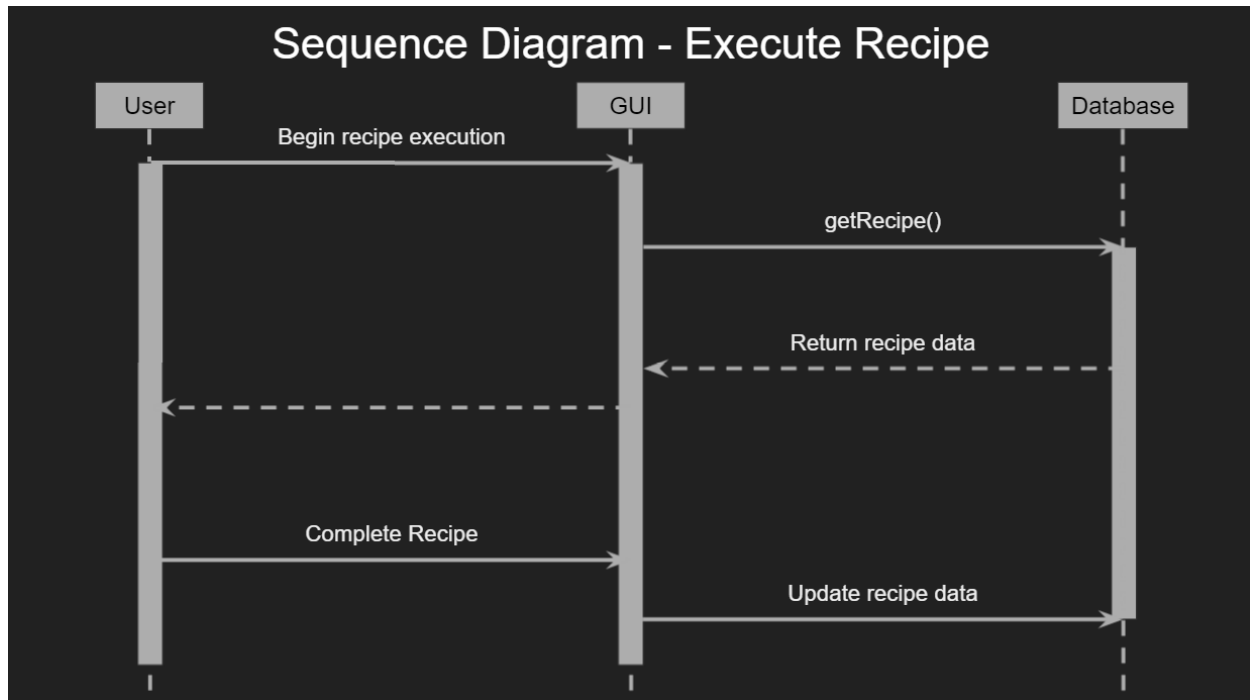 Sequence Diagram - Execute Recipe
User
GUI
Database
Begin recipe execution
getRecipe()
Return recipe data
Complete Recipe
Update recipe data